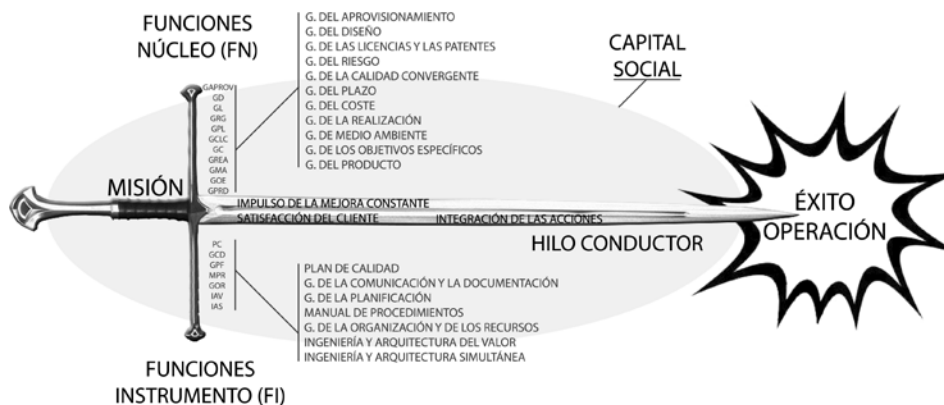 FUNCIONES
NÚCLEO (FN)
G. DEL APROVISIONAMIENTO
G. DEL DISEÑO
G. DE LAS LICENCIAS Y LAS PATENTES
G. DEL RIESGO
G. DE LA CALIDAD CONVERGENTE
G. DEL PLAZO
G. DEL COSTE
G. DE LA REALIZACIÓN
G. DE MEDIO AMBIENTE
G. DE LOS OBJETIVOS ESPECÍFICOS
G. DEL PRODUCTO
CAPITAL
SOCIAL
GAPROV
GD
GL
GRG
GPL
GCLC
GC
GREA
GMA
GOE
GPRD
MISIÓN
IMPULSO DE LA MEJORA CONSTANTE
SATISFACCIÓN DEL CLIENTE
INTEGRACIÓN DE LAS ACCIONES
HILO CONDUCTOR
ÉXITO
OPERACIÓN
PC
GCD
GPF
MPR
GOR
IAV
IAS
PLAN DE CALIDAD
G. DE LA COMUNICACIÓN Y LA DOCUMENTACIÓN
G. DE LA PLANIFICACIÓN
MANUAL DE PROCEDIMIENTOS
G. DE LA ORGANIZACIÓN Y DE LOS RECURSOS
INGENIERÍA Y ARQUITECTURA DEL VALOR
INGENIERÍA Y ARQUITECTURA SIMULTÁNEA
FUNCIONES
INSTRUMENTO (FI)